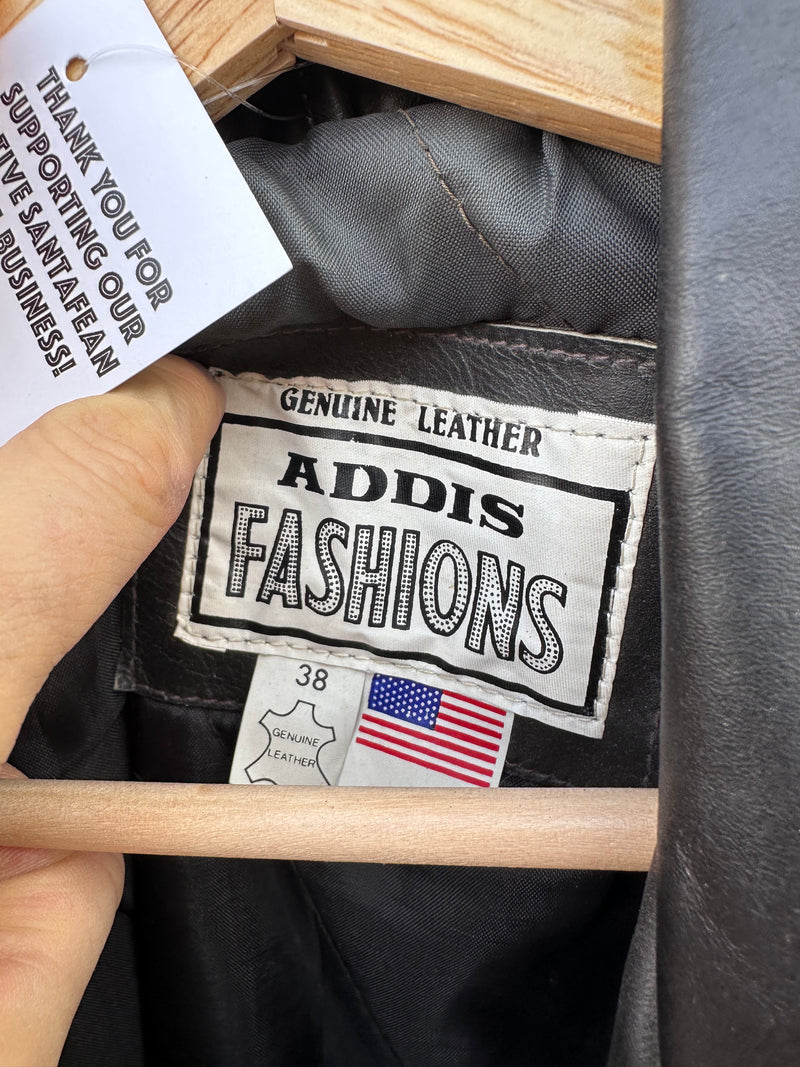 THANK YOU FOR
SUPPORTING OUR
SANTAFEAN
BUSINESS!
GENUINE LEATHER
ADDIS
FASHIONS
38
GENUINE
LEATHER